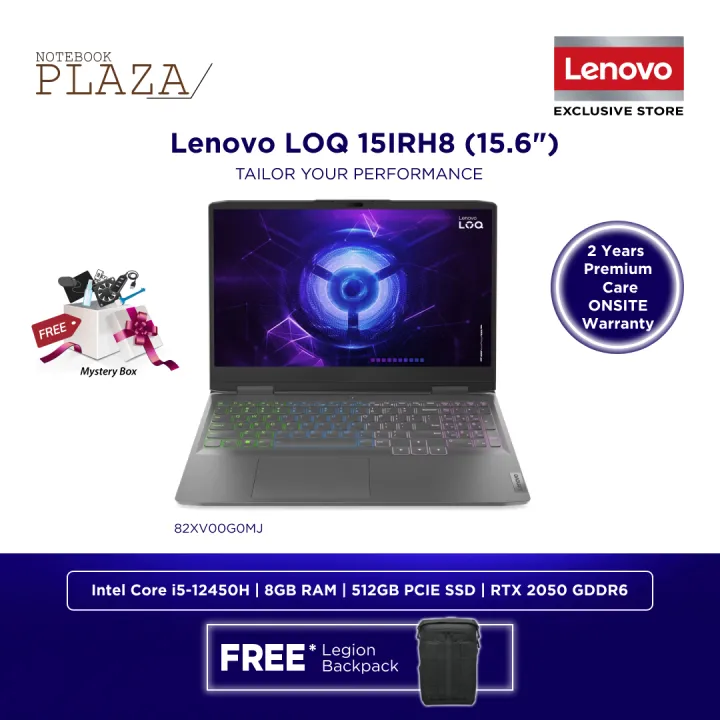 NOTEBOOK
PLAZA
Lenovo
EXCLUSIVE STORE
Lenovo LOQ 15IRH8 (15.6")
TAILOR YOUR PERFORMANCE
Lenovo
LOQ
2 Years
Premium
Care
ONSITE
Warranty
FREE
Mystery Box
Lenovo
82XV00G0MJ
Intel Core i5-12450H | 8GB RAM | 512GB PCIE SSD | RTX 2050 GDDR6
FREE* Legion
Backpack